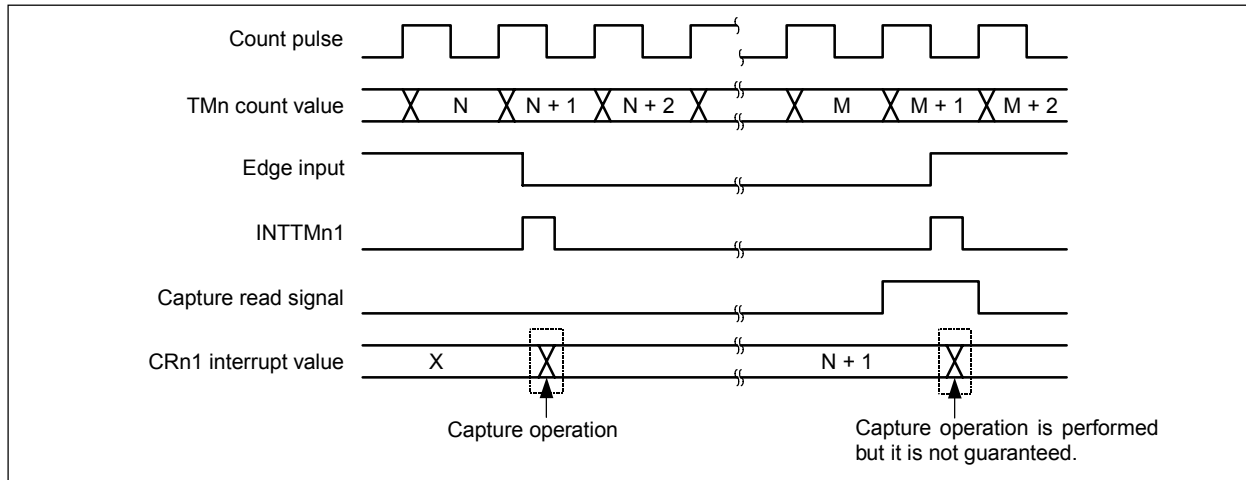 Count pulse
TMn count value
N
N + 1
N + 2
M
M + 1
M + 2
Edge input
INTTMn1
Capture read signal
CRn1 interrupt value
X
N + 1
Capture operation
Capture operation is performed
but it is not guaranteed.